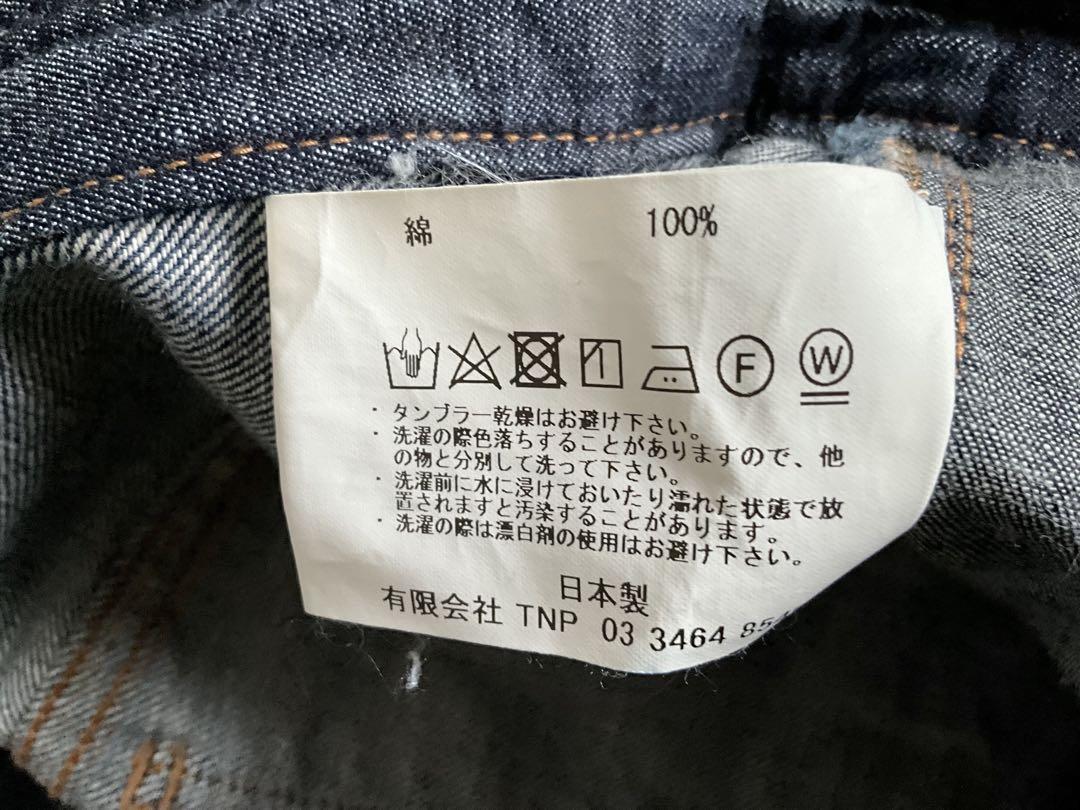 綿 100%
F W
・タンブラー乾燥はお避け下さい。
・洗濯の際色落ちすることがありますので、他
の物と分別して洗って下さい。
・洗濯前に水に浸けておいたり濡れた状態で放
置されますと汚染することがあります。
・洗濯の際は漂白剤の使用はお避け下さい。
日本製
有限会社 TNP 03 3464